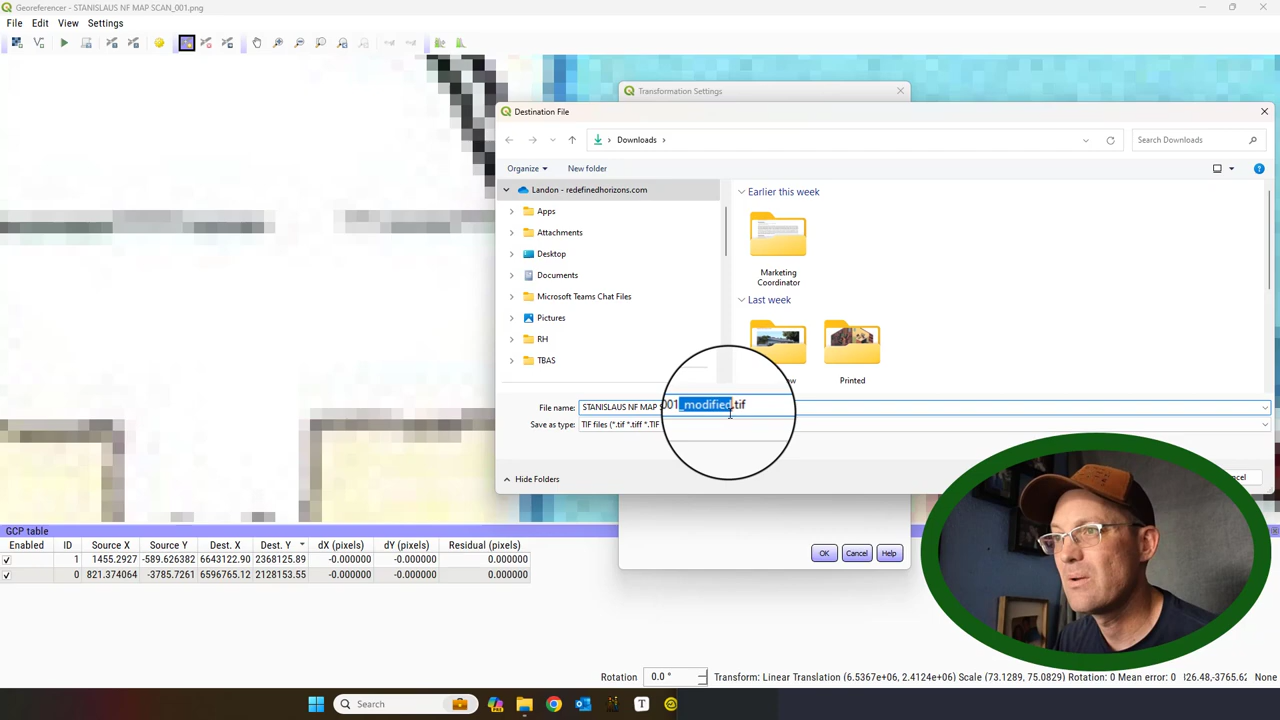 Georeferencer - STANISLAUS NF MAP SCAN_001.png
File Edit View Settings
Transformation Settings
Destination File
Downloads
Search Downloads
Organize New folder
Landon - redefinedhorizons.com
Apps
Attachments
Desktop
Documents
Microsoft Teams Chat Files
Pictures
RH
TBAS
Earlier this week
Marketing
Coordinator
Last week
Printed
File name: STANISLAUS NF MAP 001_modified.tif
Save as type: TIF files (*.tif *.tiff *.TIF
Hide Folders
OK Cancel Help
GCP table
Enabled ID Source X Source Y Dest. X Dest. Y dX (pixels) dY (pixels) Residual (pixels)
1 1455.2927 -589.626382 6643122.90 2368125.89 -0.000000 -0.000000 0.000000
0 821.374064 -3785.7261 6596765.12 2128153.55 -0.000000 -0.000000 0.000000
Rotation 0.0 ° Transform: Linear Translation (6.5367e+06, 2.4124e+06) Scale (73.1289, 75.0829) Rotation: 0 Mean error: 0 None
Search